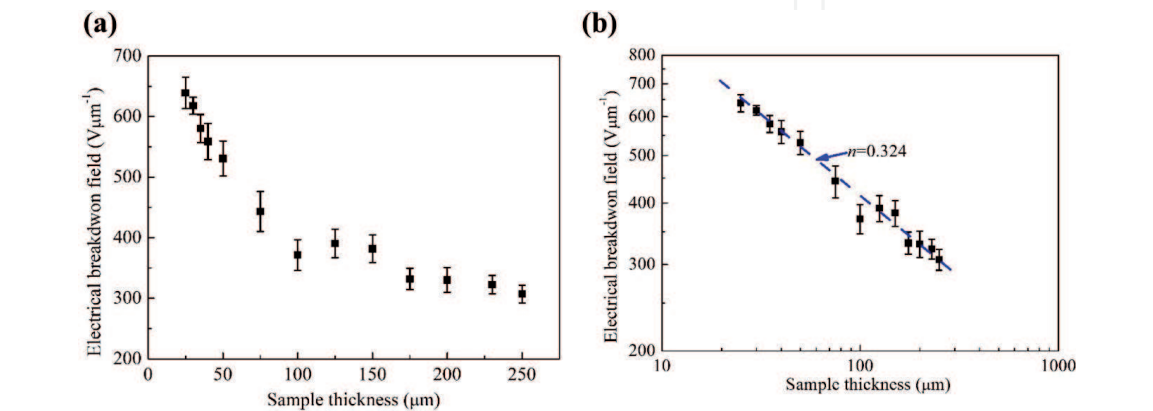 (a)
700
600
500
400
300
200
0 50 100 150 200 250
Electrical breakdwon field (Vμm⁻¹)
Sample thickness (μm)
(b)
800
700
600
500
400
300
200
10 100 1000
Electrical breakdwon field (Vμm⁻¹)
Sample thickness (μm)
n=0.324